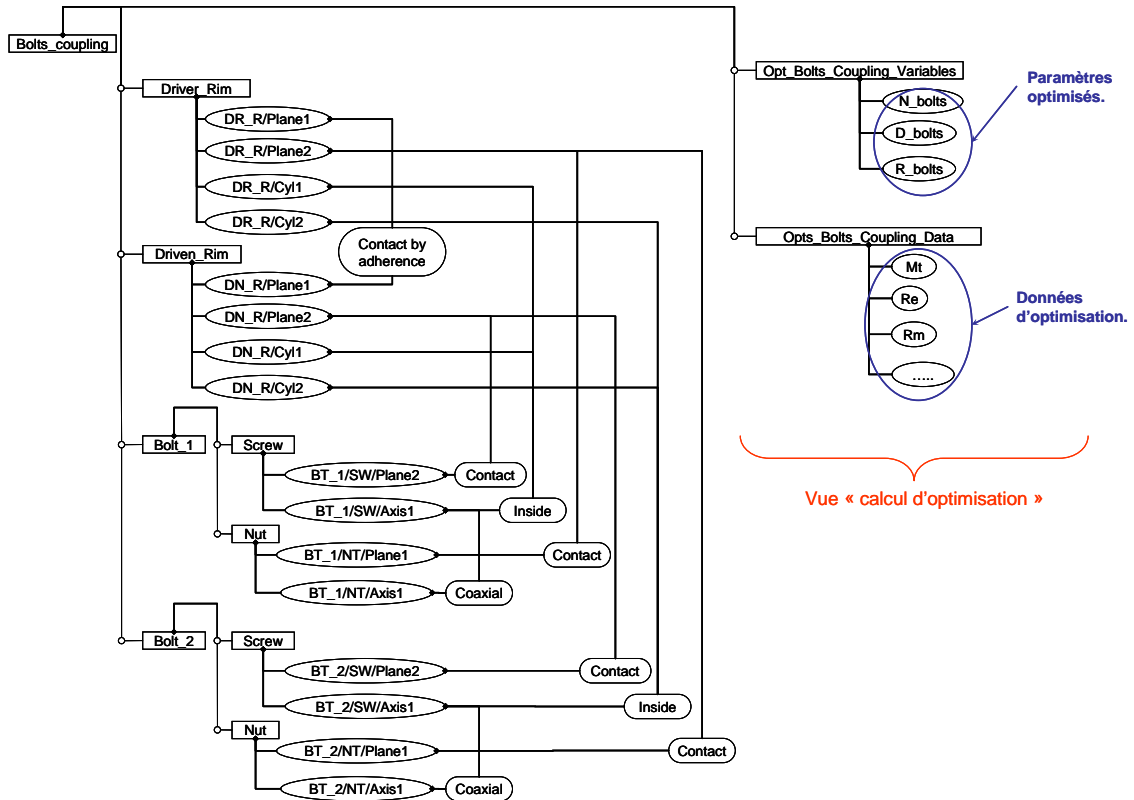 Bolts_coupling
Driver_Rim
DR_R/Plane1
DR_R/Plane2
DR_R/Cyl1
DR_R/Cyl2
Contact by
adherence
Driven_Rim
DN_R/Plane1
DN_R/Plane2
DN_R/Cyl1
DN_R/Cyl2
Bolt_1
Screw
BT_1/SW/Plane2
Contact
BT_1/SW/Axis1
Inside
Nut
BT_1/NT/Plane1
Contact
BT_1/NT/Axis1
Coaxial
Bolt_2
Screw
BT_2/SW/Plane2
Contact
BT_2/SW/Axis1
Inside
Nut
BT_2/NT/Plane1
Contact
BT_2/NT/Axis1
Coaxial
Opt_Bolts_Coupling_Variables
N_bolts
D_bolts
R_bolts
Paramètres
optimisés.
Opts_Bolts_Coupling_Data
Mt
Re
Rm
.....
Données
d'optimisation.
Vue « calcul d'optimisation »